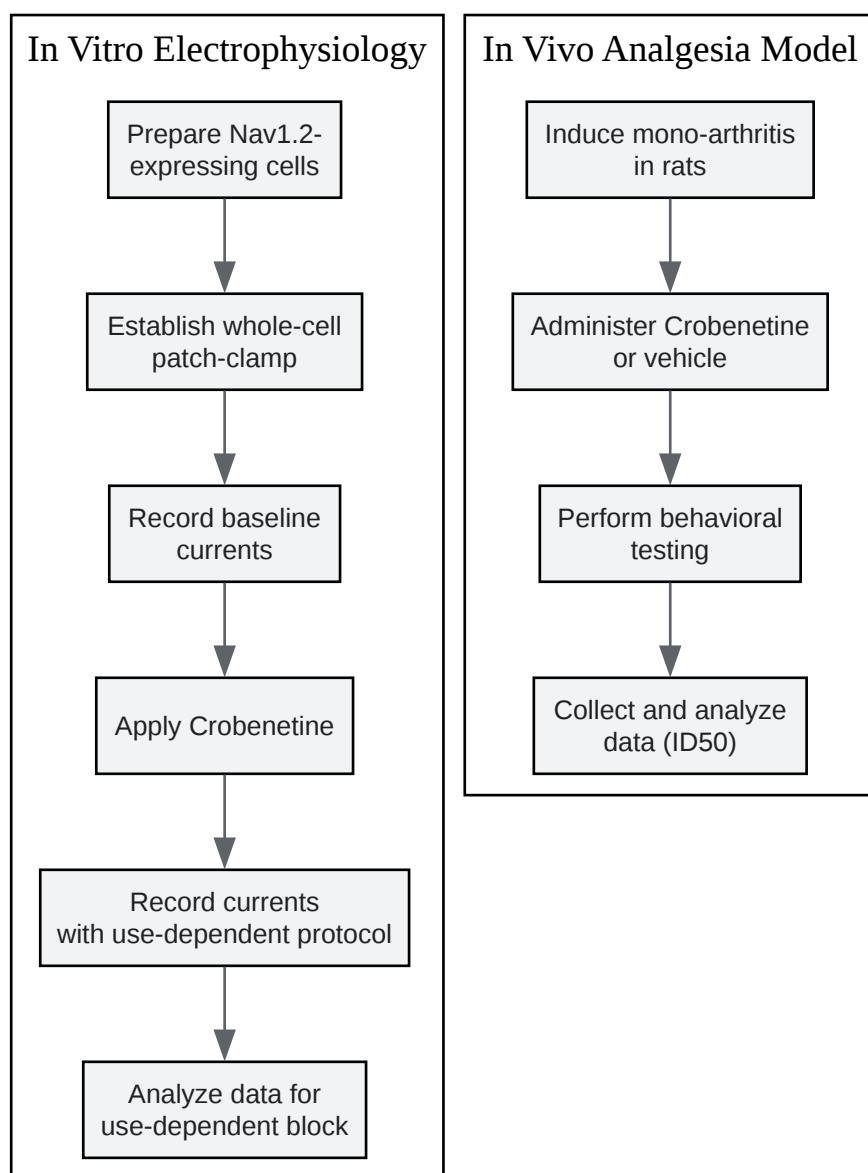 In Vitro Electrophysiology
Prepare Nav1.2-
expressing cells
Establish whole-cell
patch-clamp
Record baseline
currents
Apply Crobenetine
Record currents
with use-dependent protocol
Analyze data for
use-dependent block
In Vivo Analgesia Model
Induce mono-arthritis
in rats
Administer Crobenetine
or vehicle
Perform behavioral
testing
Collect and analyze
data (ID50)